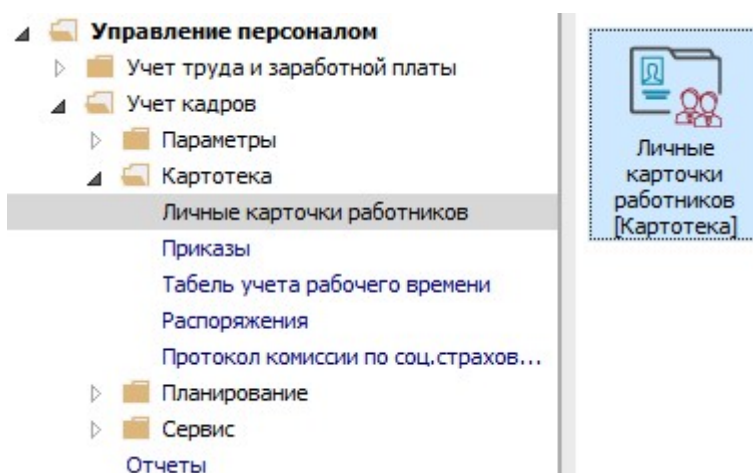 Управление персоналом
Учет труда и заработной платы
Учет кадров
Параметры
Картотека
Личные карточки работников
Приказы
Табель учета рабочего времени
Распоряжения
Протокол комиссии по соц.страхов...
Планирование
Сервис
Отчеты
Личные
карточки
работников
[Картотека]